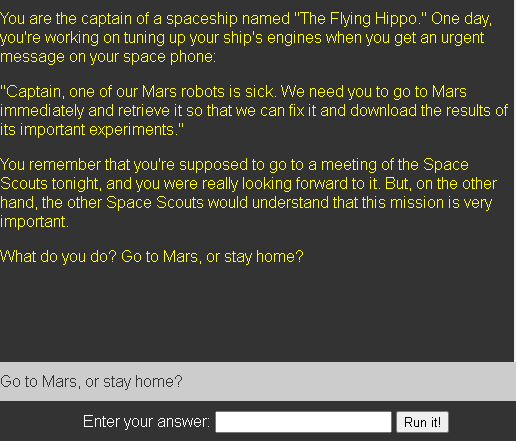 You are the captain of a spaceship named "The Flying Hippo." One day,
you're working on tuning up your ship's engines when you get an urgent
message on your space phone:
"Captain, one of our Mars robots is sick. We need you to go to Mars
immediately and retrieve it so that we can fix it and download the results of
its important experiments."
You remember that you're supposed to go to a meeting of the Space
Scouts tonight, and you were really looking forward to it. But, on the other
hand, the other Space Scouts would understand that this mission is very
important.
What do you do? Go to Mars, or stay home?
Go to Mars, or stay home?
Enter your answer: Run it!